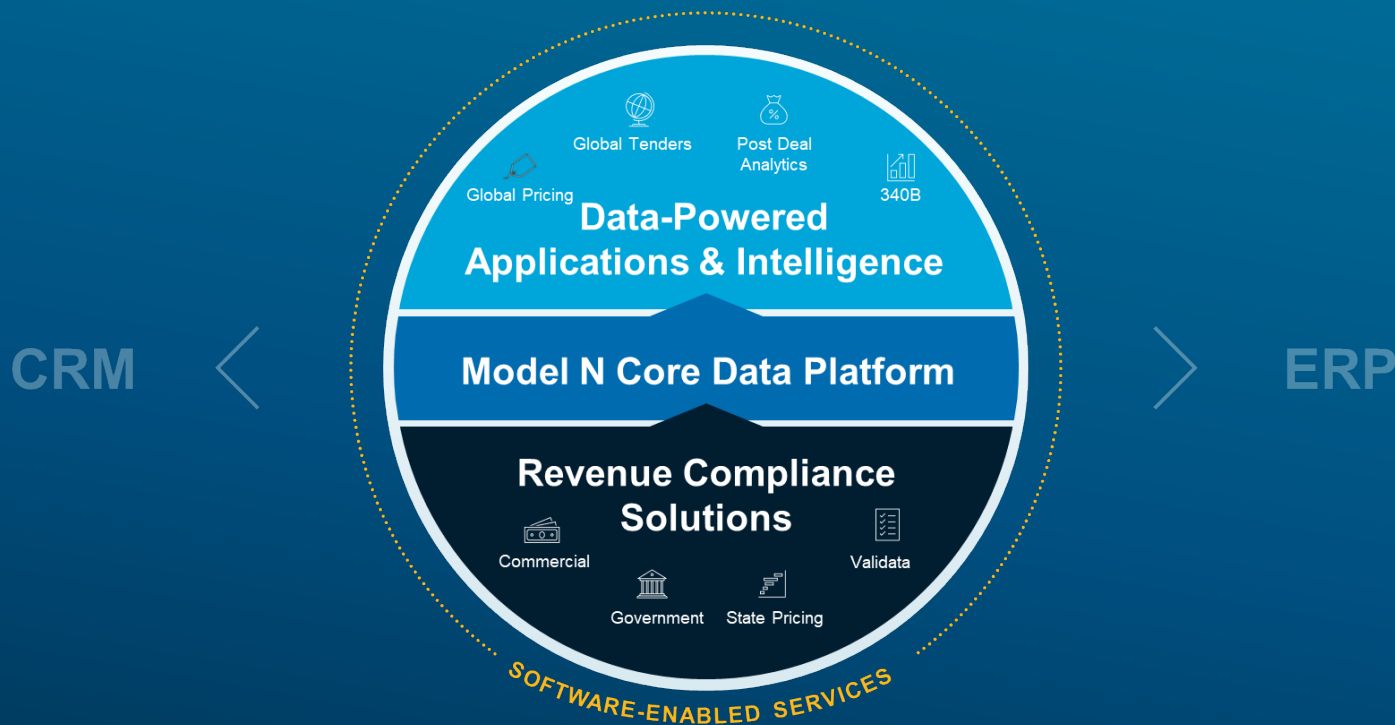 Global Tenders
Post Deal
Analytics
Global Pricing
340B
Data-Powered
Applications & Intelligence
CRM
Model N Core Data Platform
ERP
Revenue Compliance
Solutions
Commercial
Validata
Government
State Pricing
SOFTWARE-ENABLED SERVICES